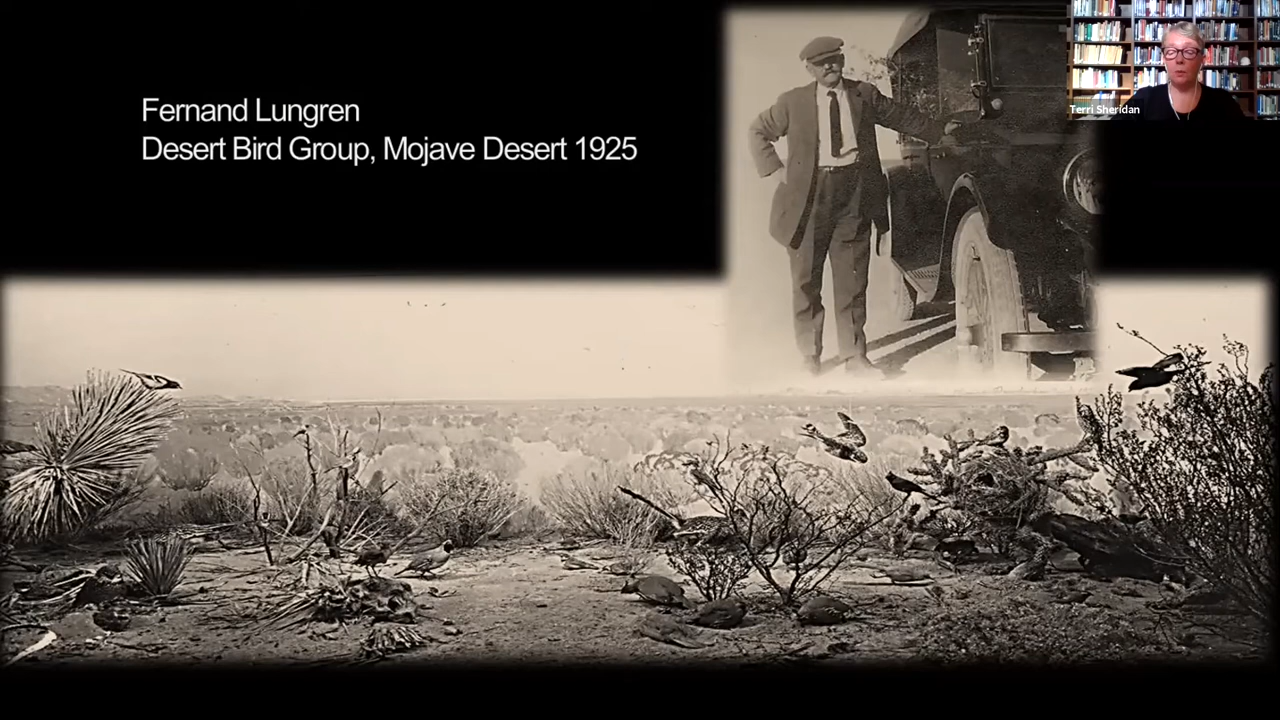 Fernand Lungren
Desert Bird Group, Mojave Desert 1925
Terri Sheridan